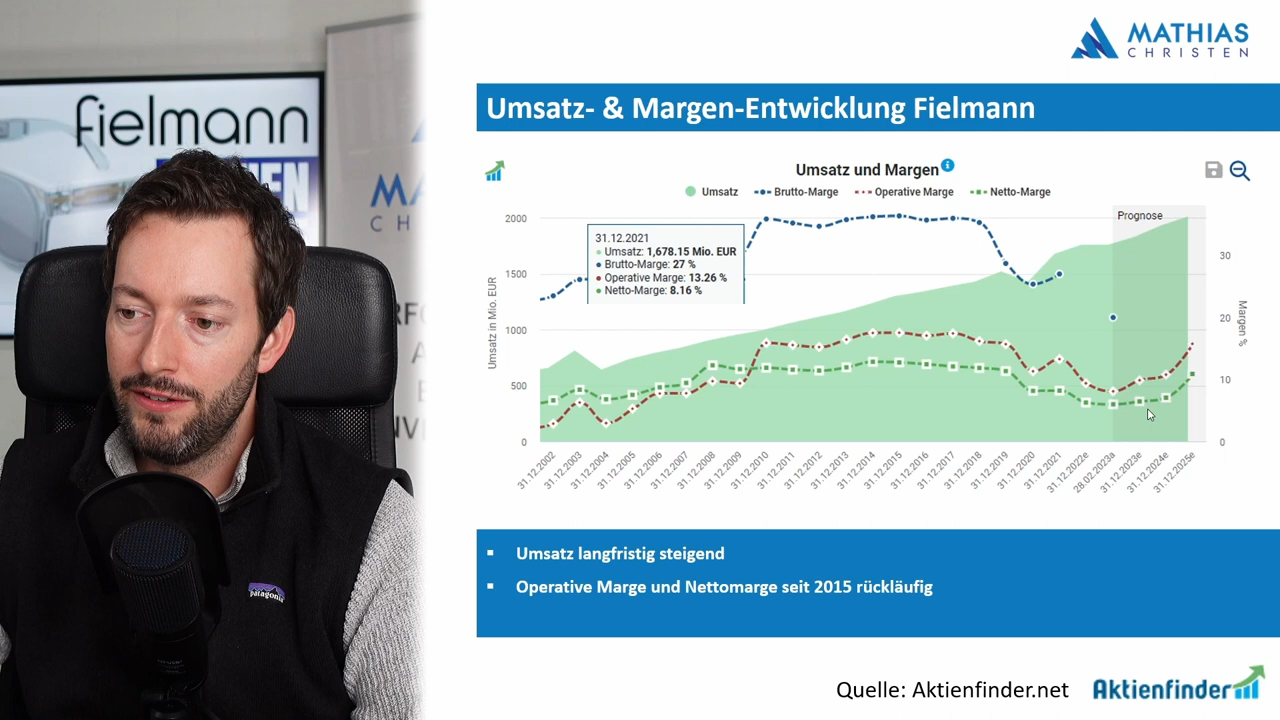 MATHIAS
CHRISTEN
Umsatz- & Margen-Entwicklung Fielmann
fielmann
Umsatz und Margen
Umsatz
Brutto-Marge
Operative Marge
Netto-Marge
Prognose
31.12.2021
Umsatz: 1,678.15 Mio. EUR
Brutto-Marge: 27 %
Operative Marge: 13.26 %
Netto-Marge: 8.16 %
Umsatz in Mio. EUR
2000
1500
1000
500
0
30
20
10
0
Margen %
31.12.2002
31.12.2003
31.12.2004
31.12.2005
31.12.2006
31.12.2007
31.12.2008
31.12.2009
31.12.2010
31.12.2011
31.12.2012
31.12.2013
31.12.2014
31.12.2015
31.12.2016
31.12.2017
31.12.2018
31.12.2019
31.12.2020
31.12.2021
31.12.2022e
28.02.2023a
31.12.2023e
31.12.2024e
31.12.2025e
Umsatz langfristig steigend
Operative Marge und Nettomarge seit 2015 rückläufig
patagonia
Quelle: Aktienfinder.net
Aktienfinder